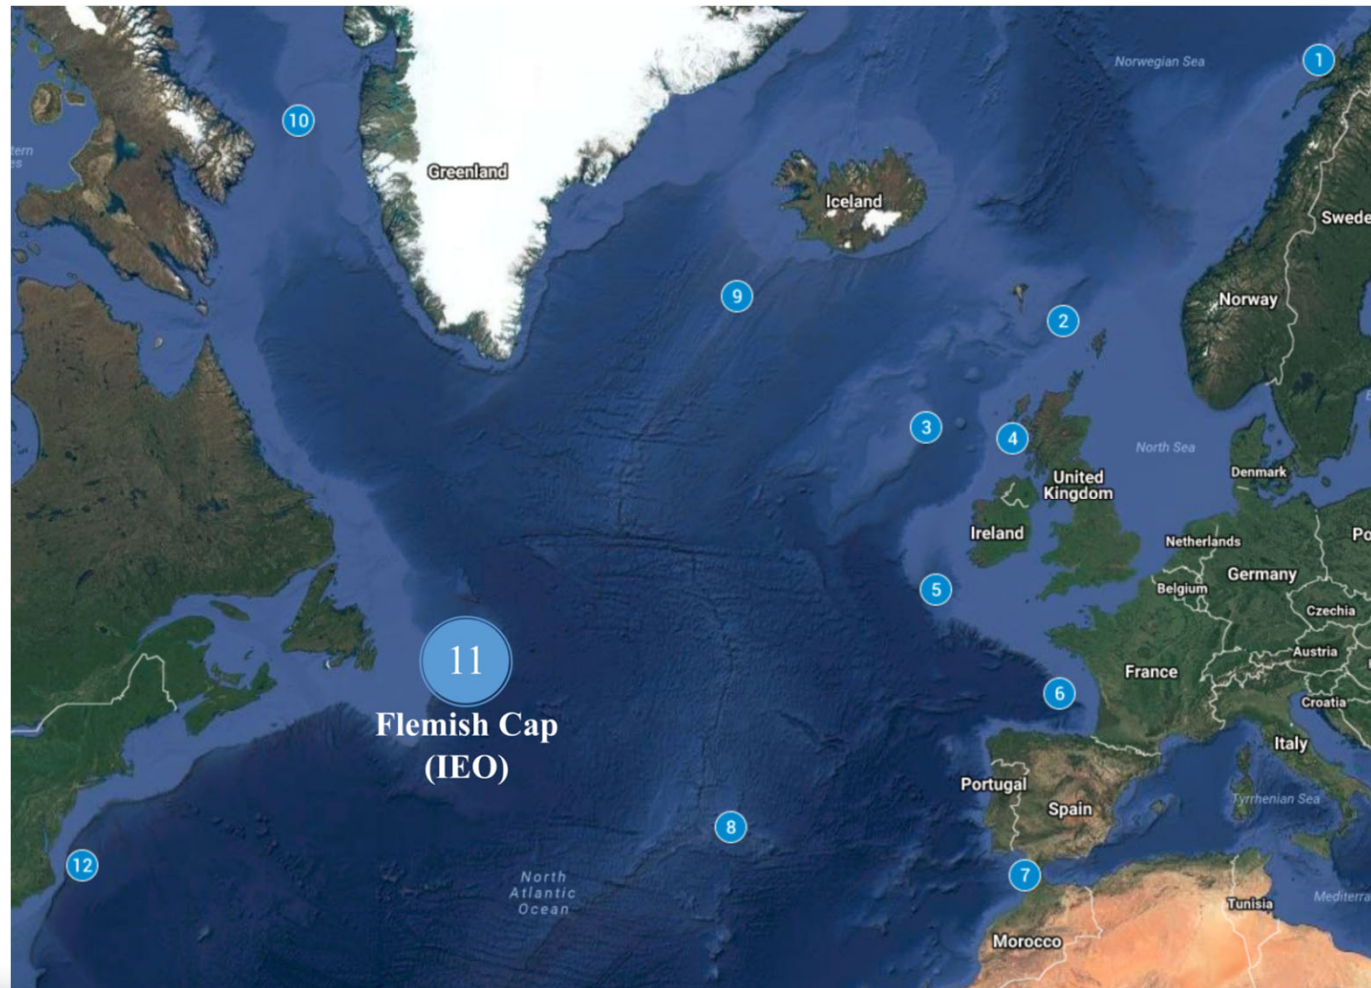 Norwegian Sea
1
10
tern
es
Greenland
Iceland
Swede
9
Norway
2
3
4
North Sea
Denmark
United
Kingdom
Ireland
Netherlands
Po
Germany
Belgium
5
Czechia
11
Austria
France
6
Croatia
Flemish Cap
(IEO)
Italy
Portugal
Spain
Tyrrhenian Sea
8
12
7
North
Atlantic
Ocean
Mediterra
Tunisia
Morocco